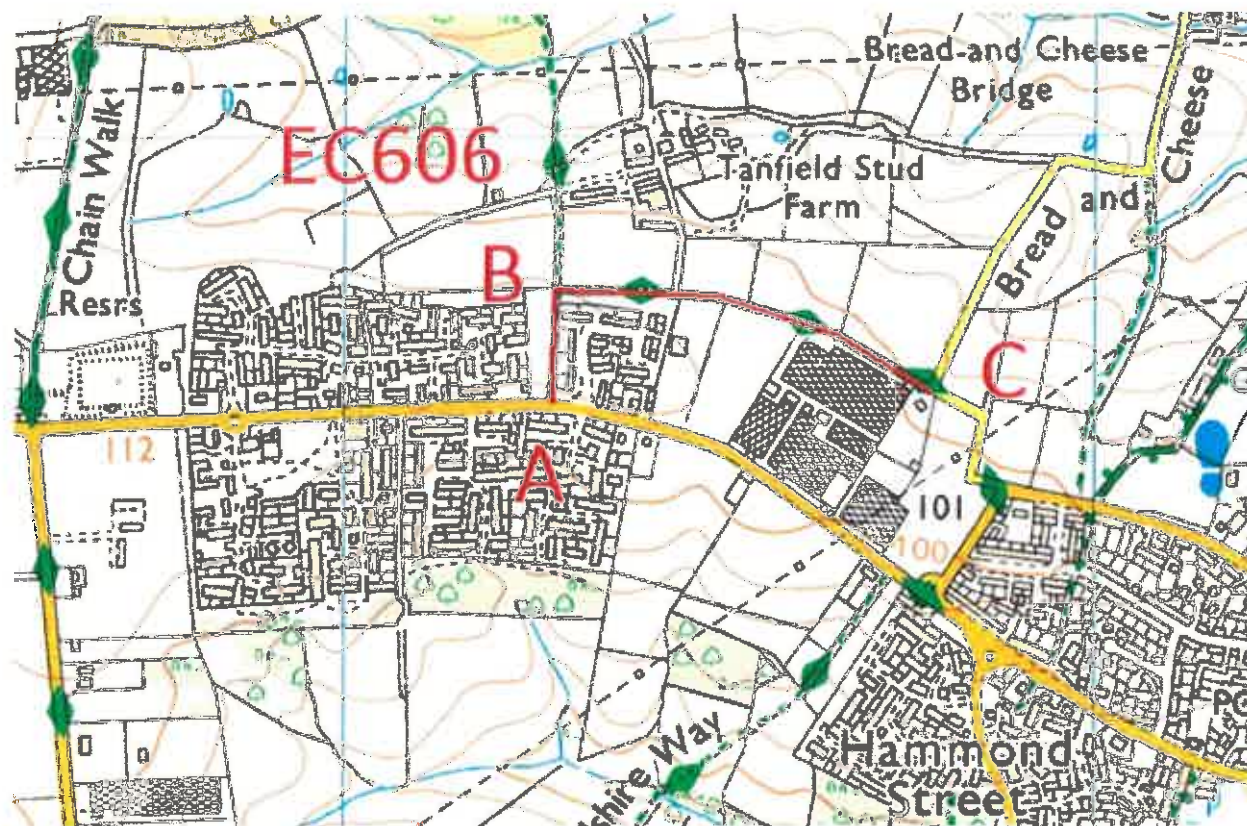 Bread and Cheese
Bridge
Cheese
and
Bread
EC606
Chain Walk
Tanfield Stud
Farm
Resrs
B
C
112
A
101
100
PO
shire Way
Hammond
Street